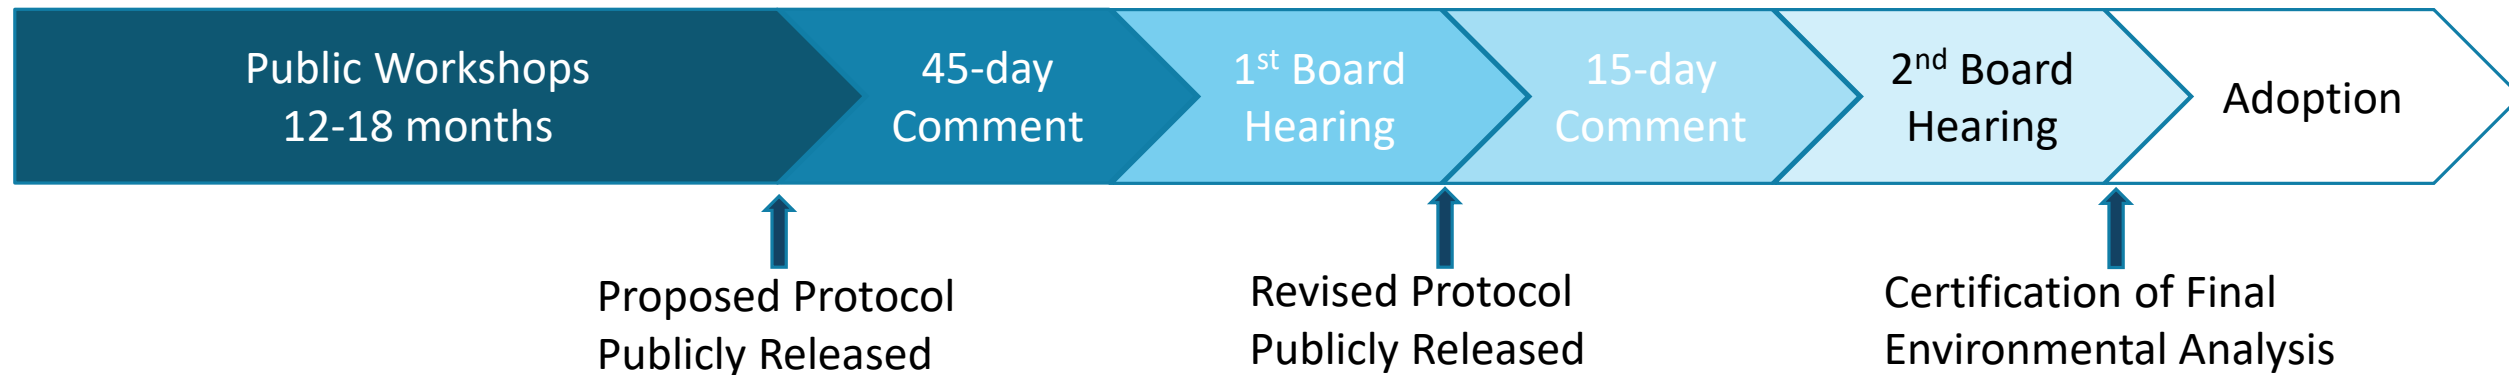 Public Workshops
12-18 months
45-day
Comment
1st Board
Hearing
15-day
Comment
2nd Board
Hearing
Adoption
Proposed Protocol
Publicly Released
Revised Protocol
Publicly Released
Certification of Final
Environmental Analysis